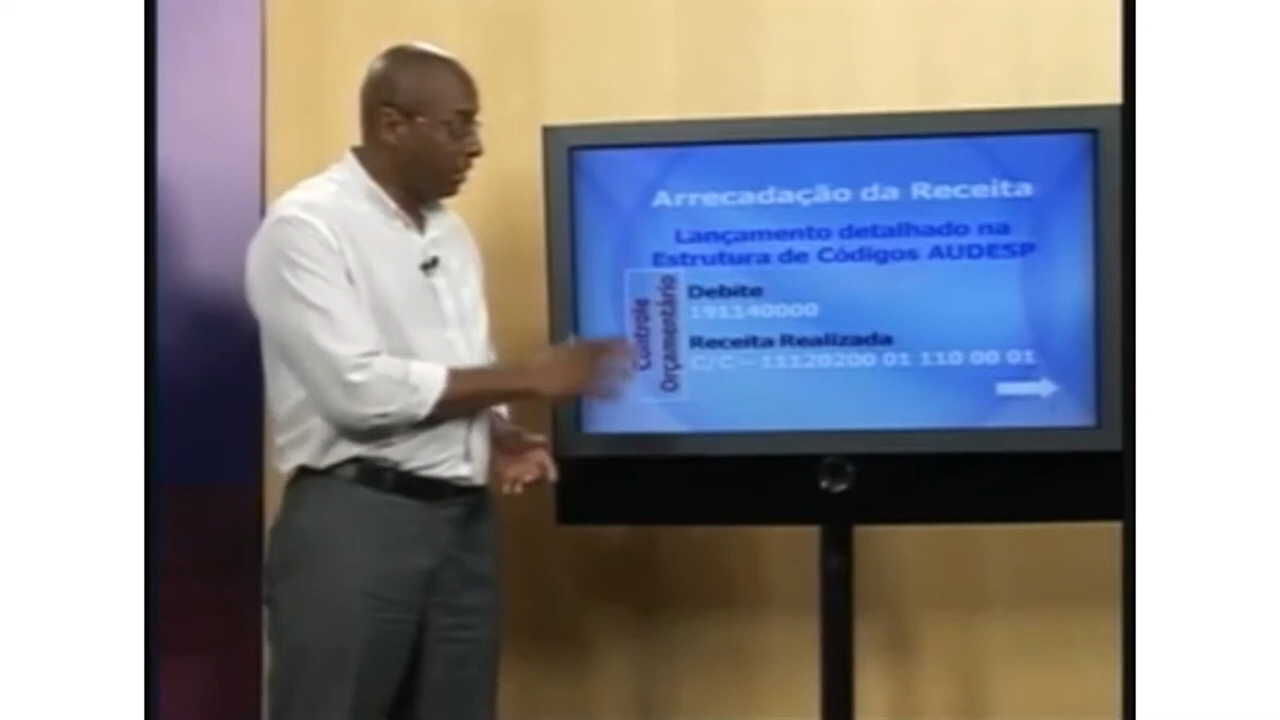 Arrecadação da Receita
Lançamento detalhado na
Estrutura de Códigos AUDESP
Controle
Orçamentário
Debite
191140000
Receita Realizada
C/C – 11120200 01 110 00 01